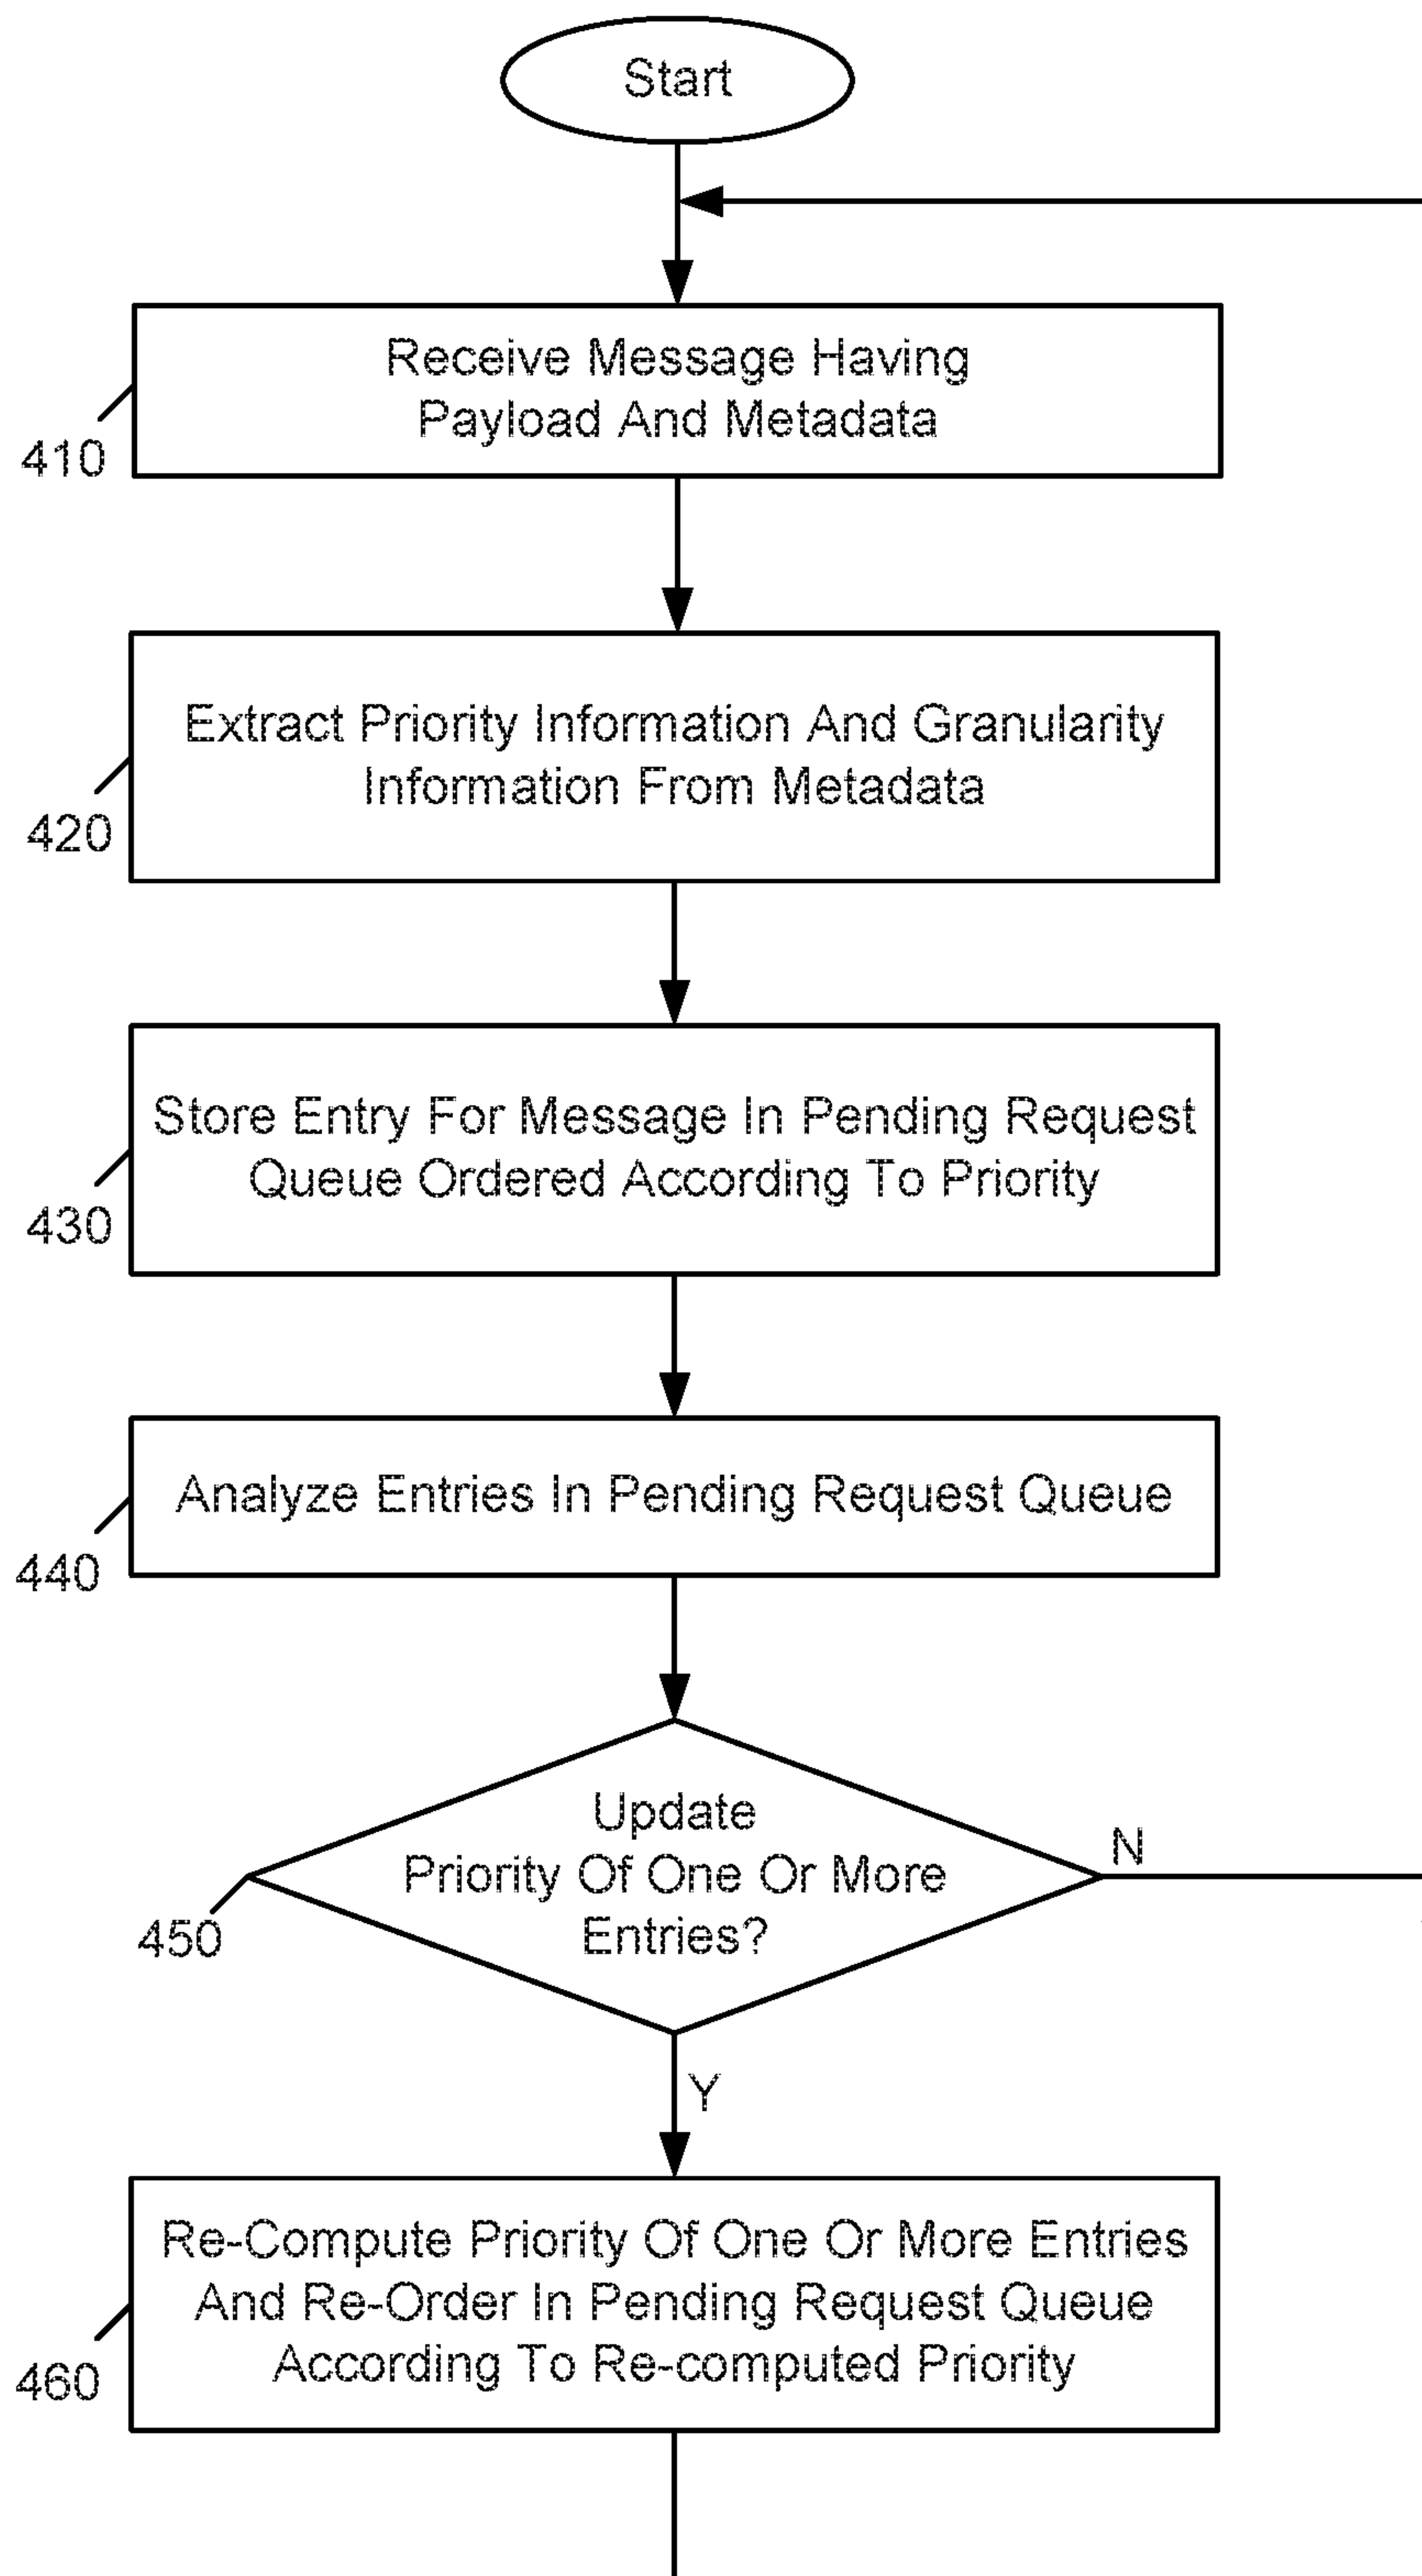 Start
Receive Message Having
Payload And Metadata
410
Extract Priority Information And Granularity
Information From Metadata
420
Store Entry For Message In Pending Request
Queue Ordered According To Priority
430
Analyze Entries In Pending Request Queue
440
Update
Priority Of One Or More
Entries?
N
450
Y
Re-Compute Priority Of One Or More Entries
And Re-Order In Pending Request Queue
According To Re-computed Priority
460